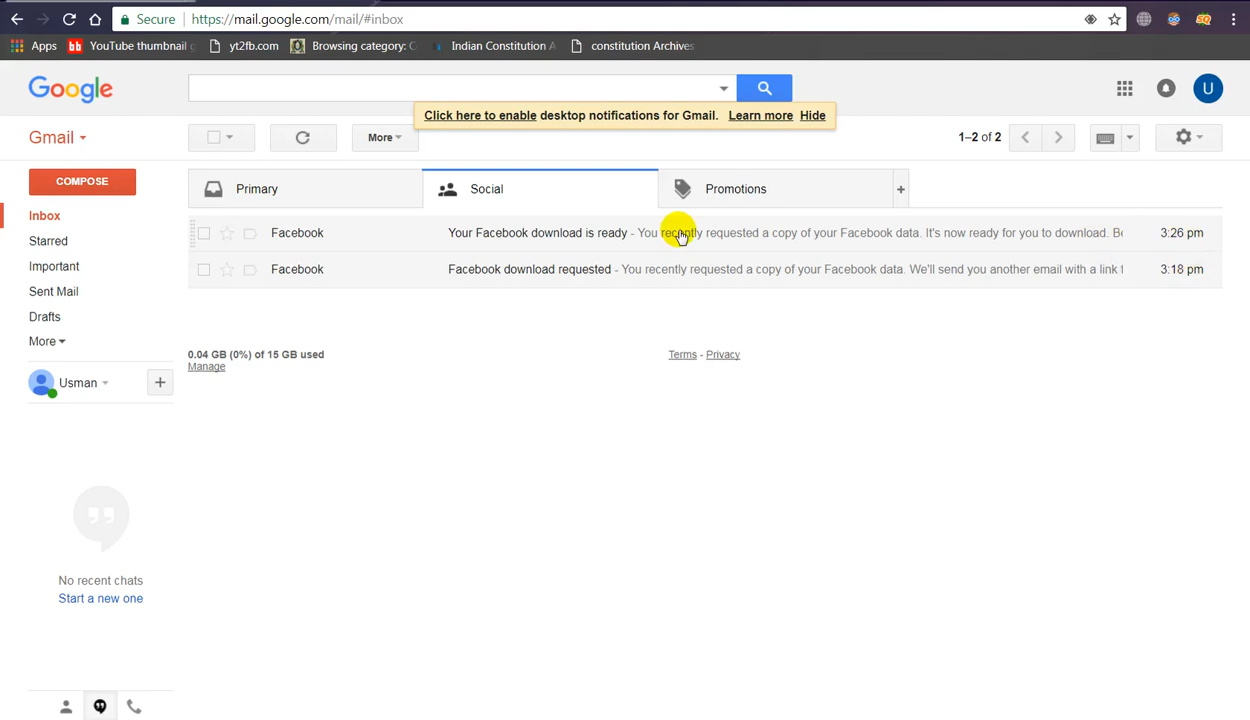 Secure https://mail.google.com/mail/#inbox
Apps YouTube thumbnail yt2fb.com Browsing category: Indian Constitution constitution Archives
Google
Click here to enable desktop notifications for Gmail. Learn more Hide
Gmail More 1–2 of 2
COMPOSE
Primary Social Promotions +
Inbox
Facebook Your Facebook download is ready - You recently requested a copy of your Facebook data. It's now ready for you to download. 3:26 pm
Starred
Important
Facebook Facebook download requested - You recently requested a copy of your Facebook data. We'll send you another email with a link 3:18 pm
Sent Mail
Drafts
More
0.04 GB (0%) of 15 GB used Terms - Privacy
Manage
Usman +
No recent chats
Start a new one
U